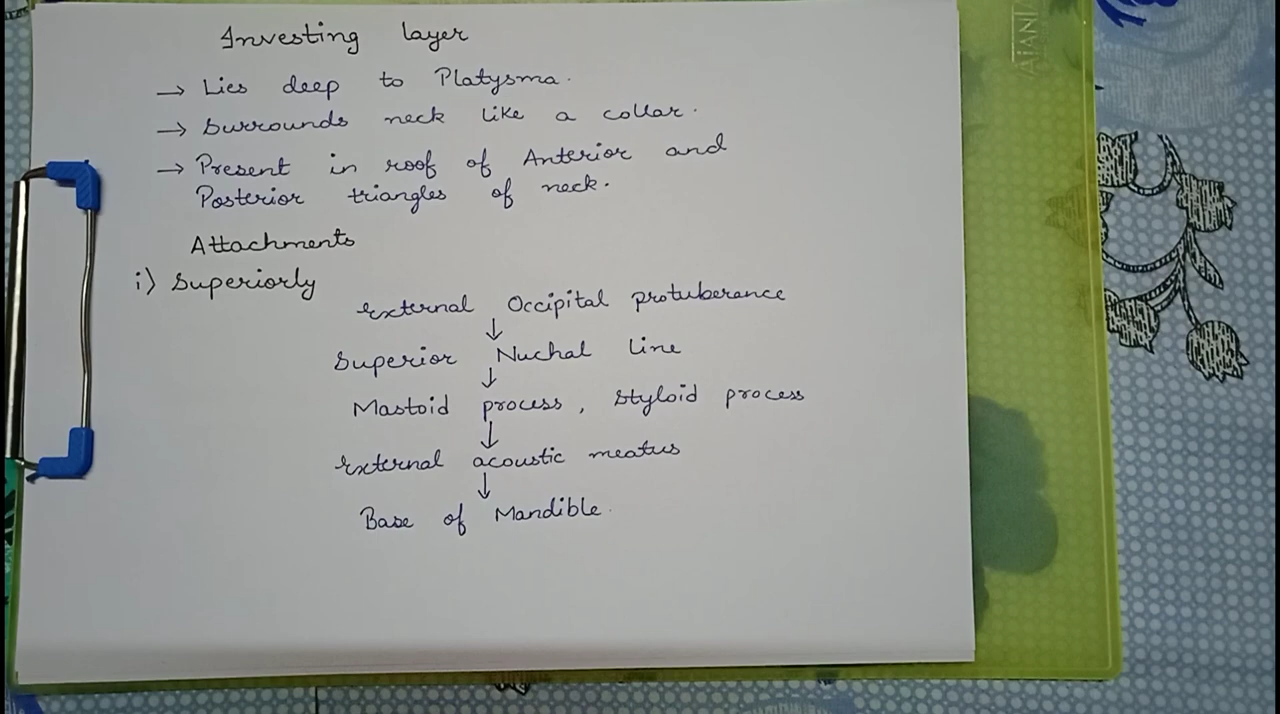 Investing layer
→ Lies deep to Platysma.
→ Surrounds neck like a collar.
→ Present in roof of Anterior and
Posterior triangles of neck.
Attachments
i) Superiorly
External Occipital protuberance
↓
Superior Nuchal line
↓
Mastoid process, Styloid process
↓
External acoustic meatus
↓
Base of Mandible.